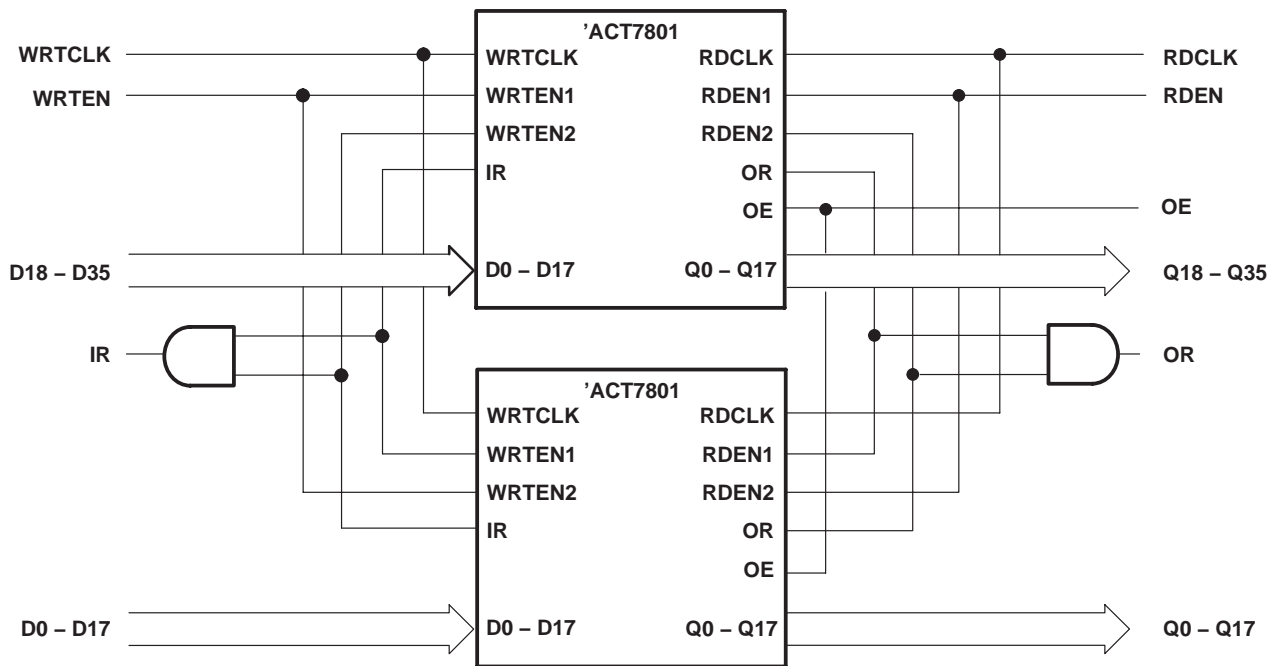 ’ACT7801
WRTCLK WRTCLK RDCLK RDCLK
WRTEN WRTEN1 RDEN1 RDEN
WRTEN2 RDEN2
IR OR
OE OE
D18 – D35 D0 – D17 Q0 – Q17 Q18 – Q35
IR OR
’ACT7801
WRTCLK RDCLK
WRTEN1 RDEN1
WRTEN2 RDEN2
IR OR
OE
D0 – D17 D0 – D17 Q0 – Q17 Q0 – Q17